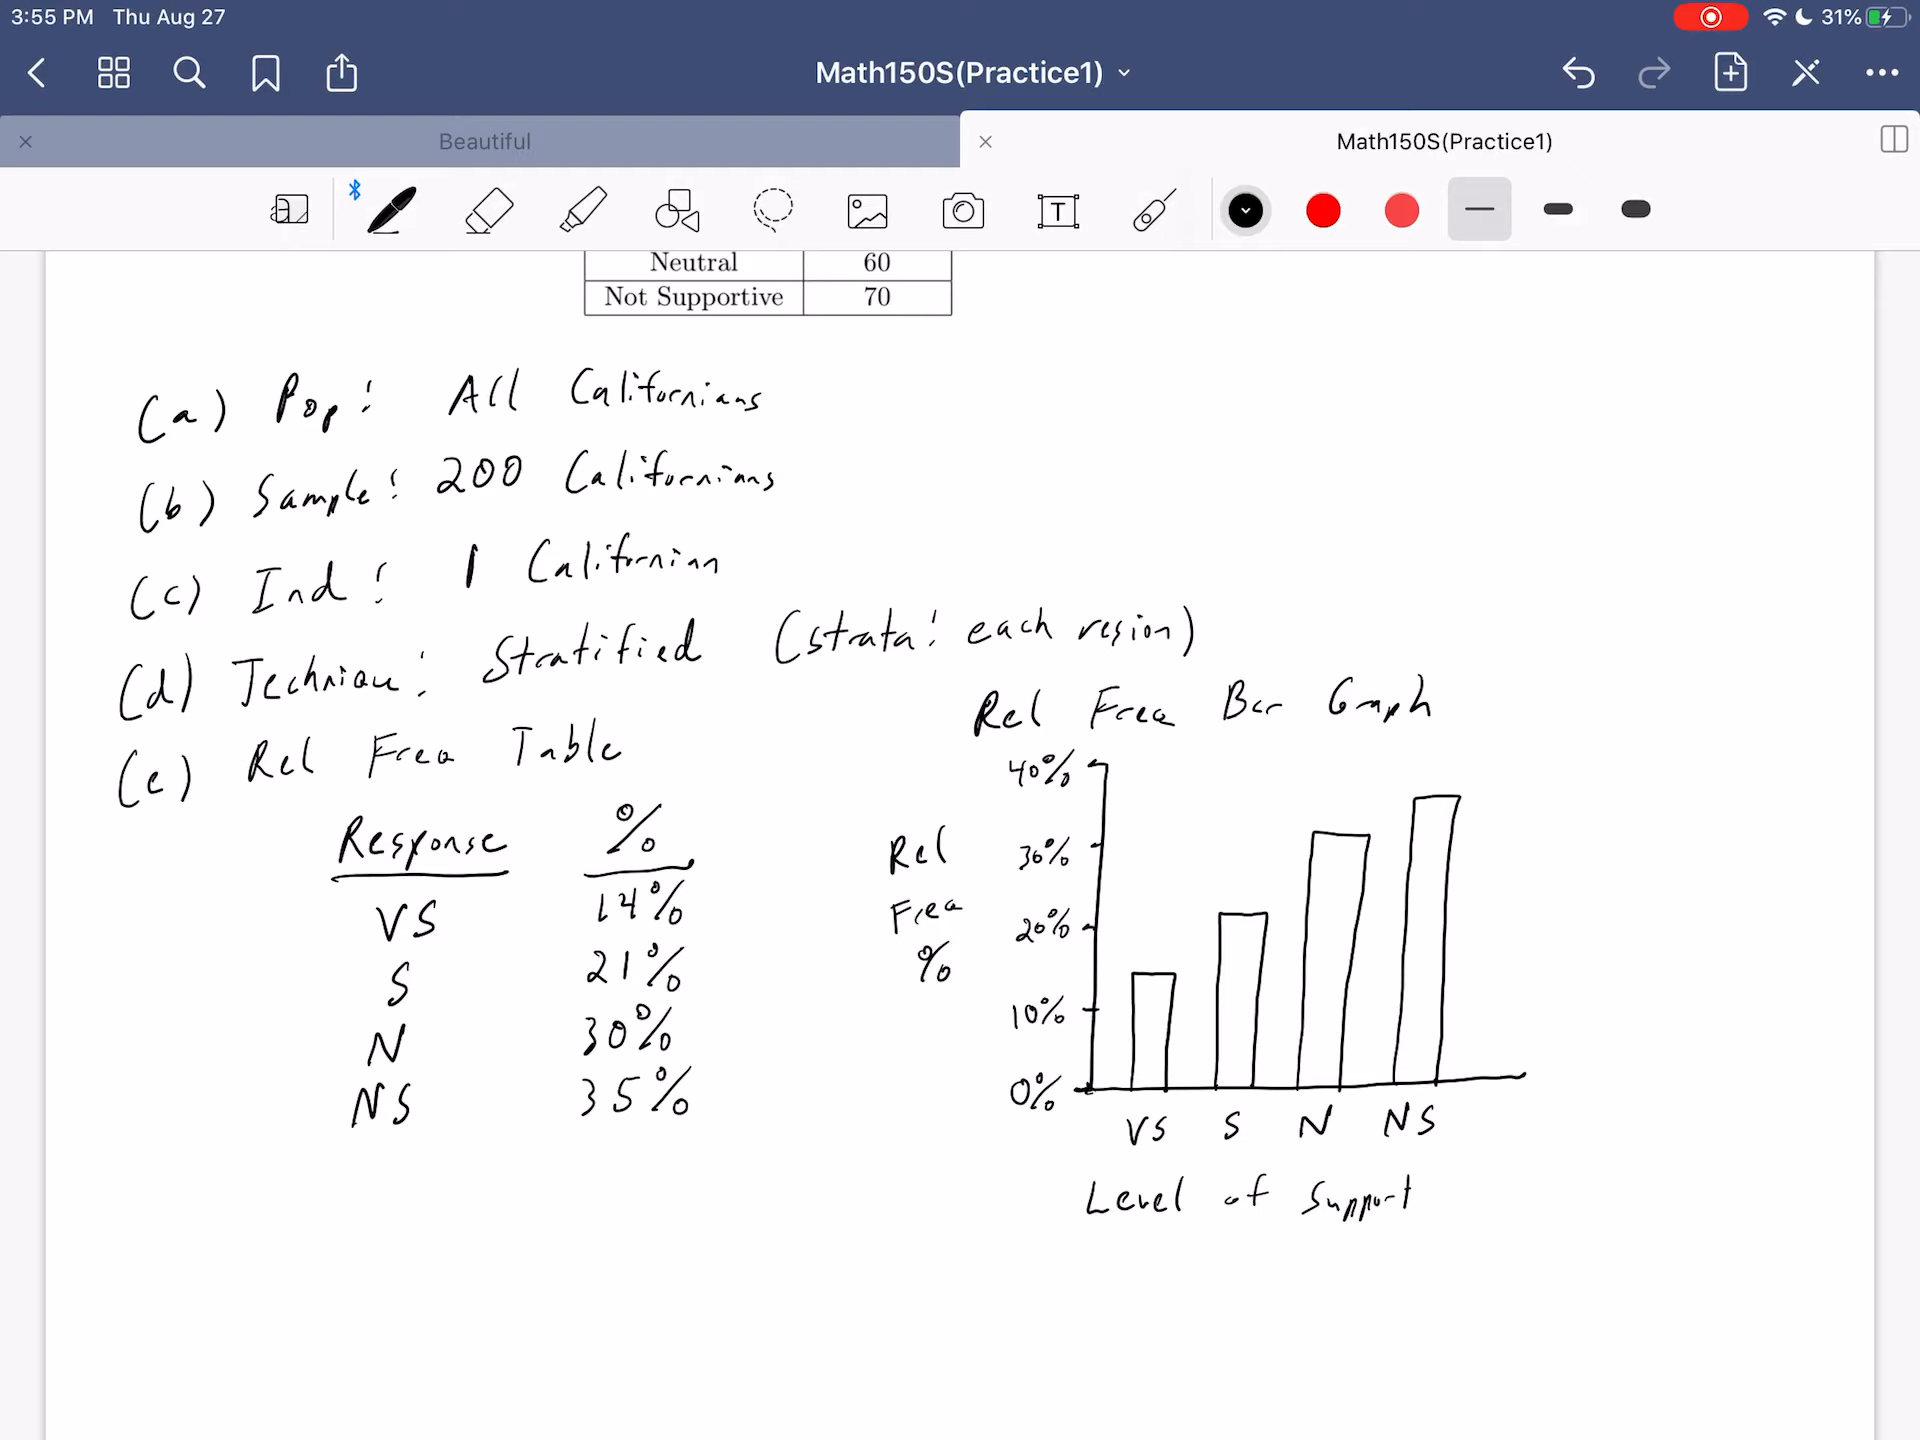 3:55 PM Thu Aug 27
31%
Math150S(Practice1)
Beautiful
Math150S(Practice1)
a
T
Neutral 60
Not Supportive 70
(a) Pop: All Californians
(b) Sample: 200 Californians
(c) Ind: 1 Californian
(d) Technique: Stratified (strata: each region)
(e) Rel Freq Table
Response %
VS 14%
S 21%
N 30%
NS 35%
Rel Freq Bar Graph
Rel
Freq
%
40%
30%
20%
10%
0%
VS S N NS
Level of Support